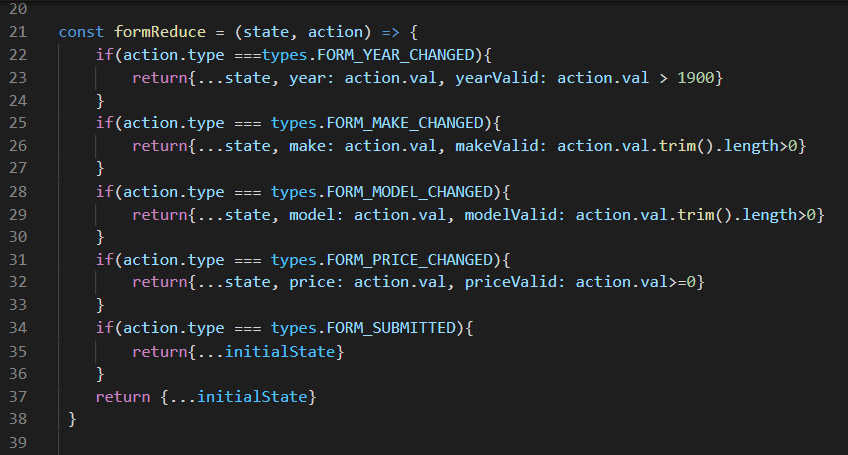 20
21 const formReduce = (state, action) => {
22 if(action.type ===types.FORM_YEAR_CHANGED){
23 return{...state, year: action.val, yearValid: action.val > 1900}
24 }
25 if(action.type === types.FORM_MAKE_CHANGED){
26 return{...state, make: action.val, makeValid: action.val.trim().length>0}
27 }
28 if(action.type === types.FORM_MODEL_CHANGED){
29 return{...state, model: action.val, modelValid: action.val.trim().length>0}
30 }
31 if(action.type === types.FORM_PRICE_CHANGED){
32 return{...state, price: action.val, priceValid: action.val>=0}
33 }
34 if(action.type === types.FORM_SUBMITTED){
35 return{...initialState}
36 }
37 return {...initialState}
38 }
39